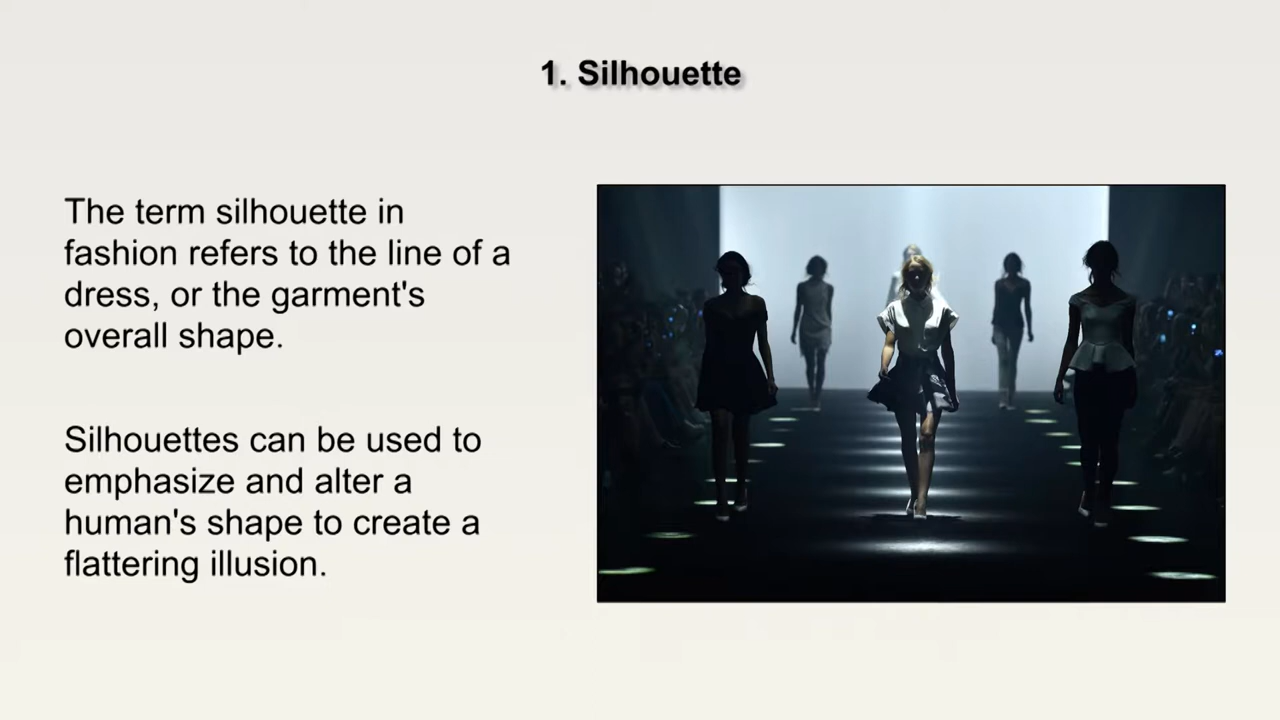 1. Silhouette
The term silhouette in
fashion refers to the line of a
dress, or the garment's
overall shape.
Silhouettes can be used to
emphasize and alter a
human's shape to create a
flattering illusion.